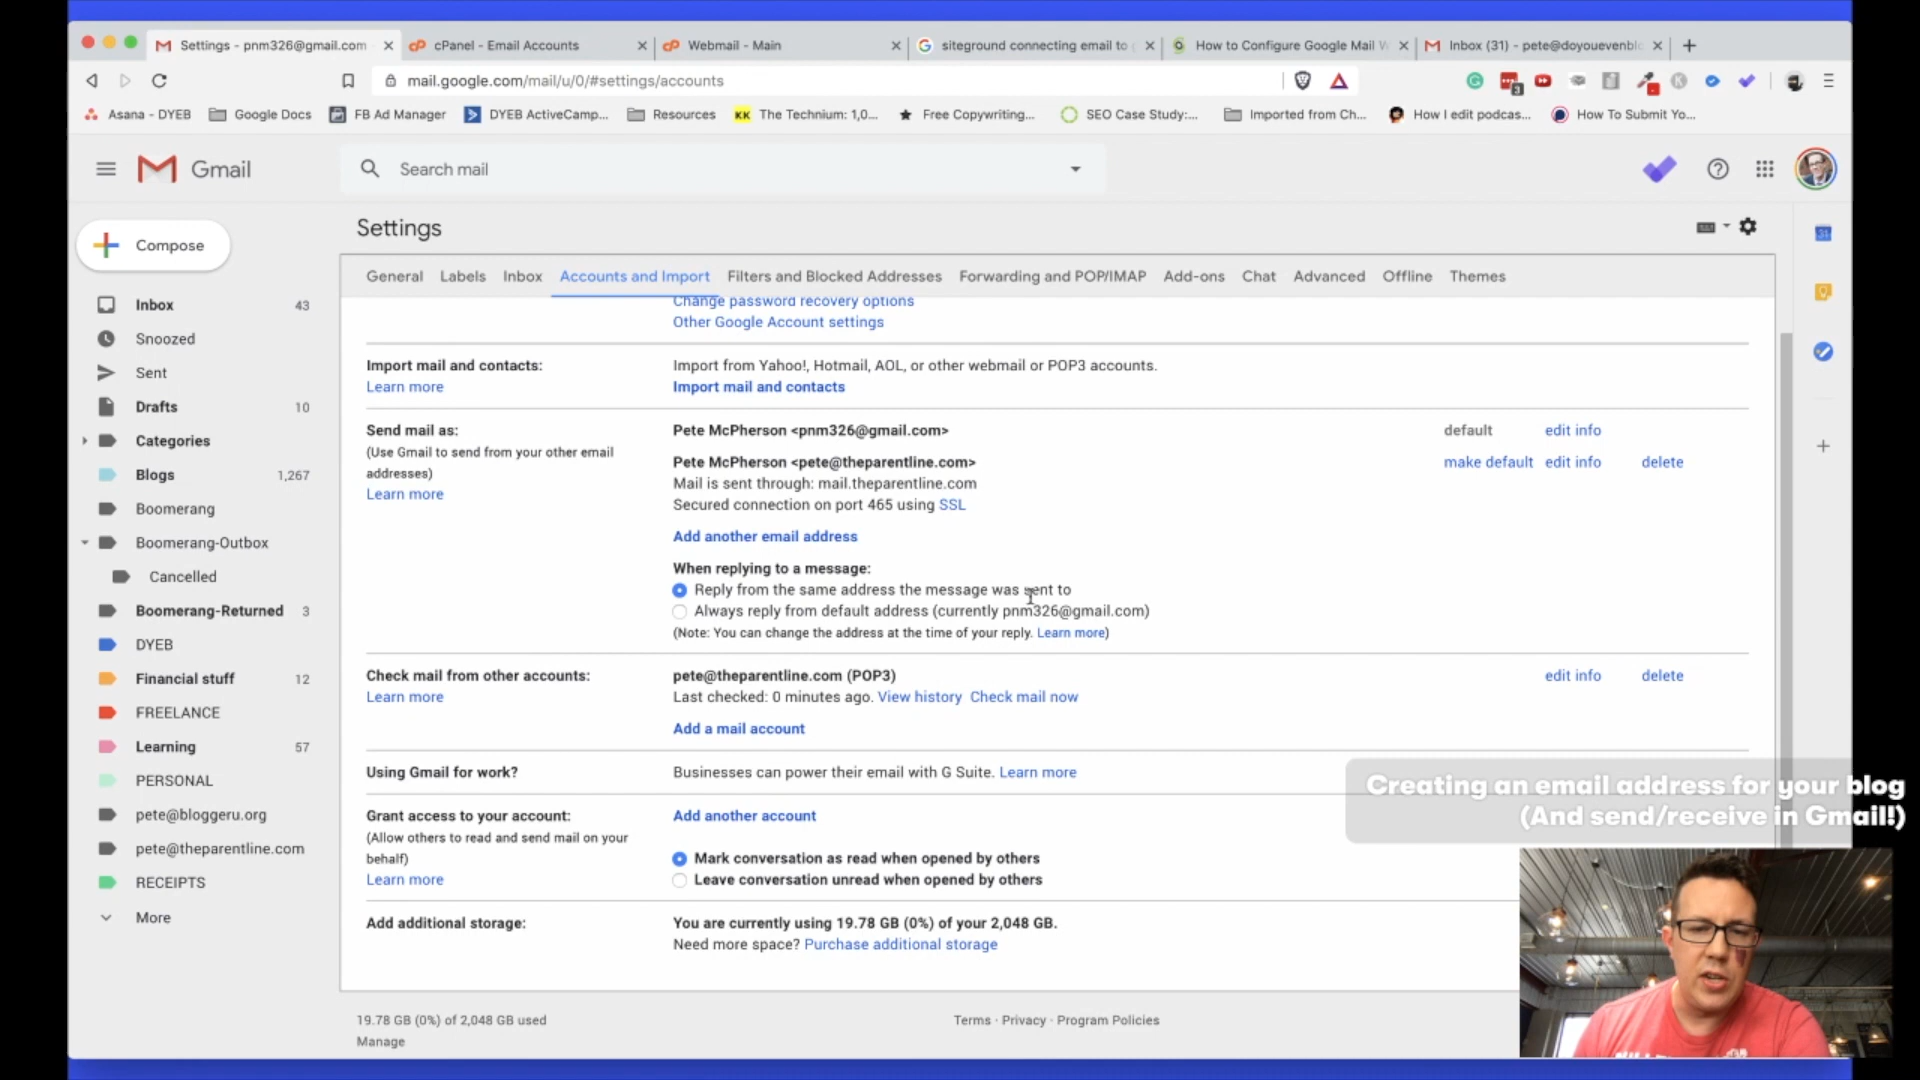 Settings - pnm326@gmail.com
cPanel - Email Accounts
Webmail - Main
siteground connecting email to
How to Configure Google Mail
Inbox (31) - pete@doyouevenbl
mail.google.com/mail/u/0/#settings/accounts
3
Asana - DYEB
Google Docs
FB Ad Manager
DYEB ActiveCamp...
Resources
KK
The Technium: 1,0...
Free Copywriting...
SEO Case Study:...
Imported from Ch...
How I edit podcas...
How To Submit Yo...
Gmail
Search mail
Compose
Settings
31
General
Labels
Inbox
Accounts and Import
Filters and Blocked Addresses
Forwarding and POP/IMAP
Add-ons
Chat
Advanced
Offline
Themes
Inbox 43
Snoozed
Sent
Drafts 10
Categories
Blogs 1,267
Boomerang
Boomerang-Outbox
Cancelled
Boomerang-Returned 3
DYEB
Financial stuff 12
FREELANCE
Learning 57
PERSONAL
pete@bloggeru.org
pete@theparentline.com
RECEIPTS
More
Change password recovery options
Other Google Account settings
Import mail and contacts:
Learn more
Import from Yahoo!, Hotmail, AOL, or other webmail or POP3 accounts.
Import mail and contacts
Send mail as:
(Use Gmail to send from your other email
addresses)
Learn more
Pete McPherson <pnm326@gmail.com>
default
edit info
Pete McPherson <pete@theparentline.com>
make default
edit info
delete
Mail is sent through: mail.theparentline.com
Secured connection on port 465 using SSL
Add another email address
When replying to a message:
Reply from the same address the message was sent to
Always reply from default address (currently pnm326@gmail.com)
(Note: You can change the address at the time of your reply. Learn more)
Check mail from other accounts:
Learn more
pete@theparentline.com (POP3)
edit info
delete
Last checked: 0 minutes ago. View history Check mail now
Add a mail account
Using Gmail for work?
Businesses can power their email with G Suite. Learn more
Grant access to your account:
(Allow others to read and send mail on your
behalf)
Learn more
Add another account
Mark conversation as read when opened by others
Leave conversation unread when opened by others
Add additional storage:
You are currently using 19.78 GB (0%) of your 2,048 GB.
Need more space? Purchase additional storage
19.78 GB (0%) of 2,048 GB used
Manage
Terms · Privacy · Program Policies
Creating an email address for your blog
(And send/receive in Gmail!)